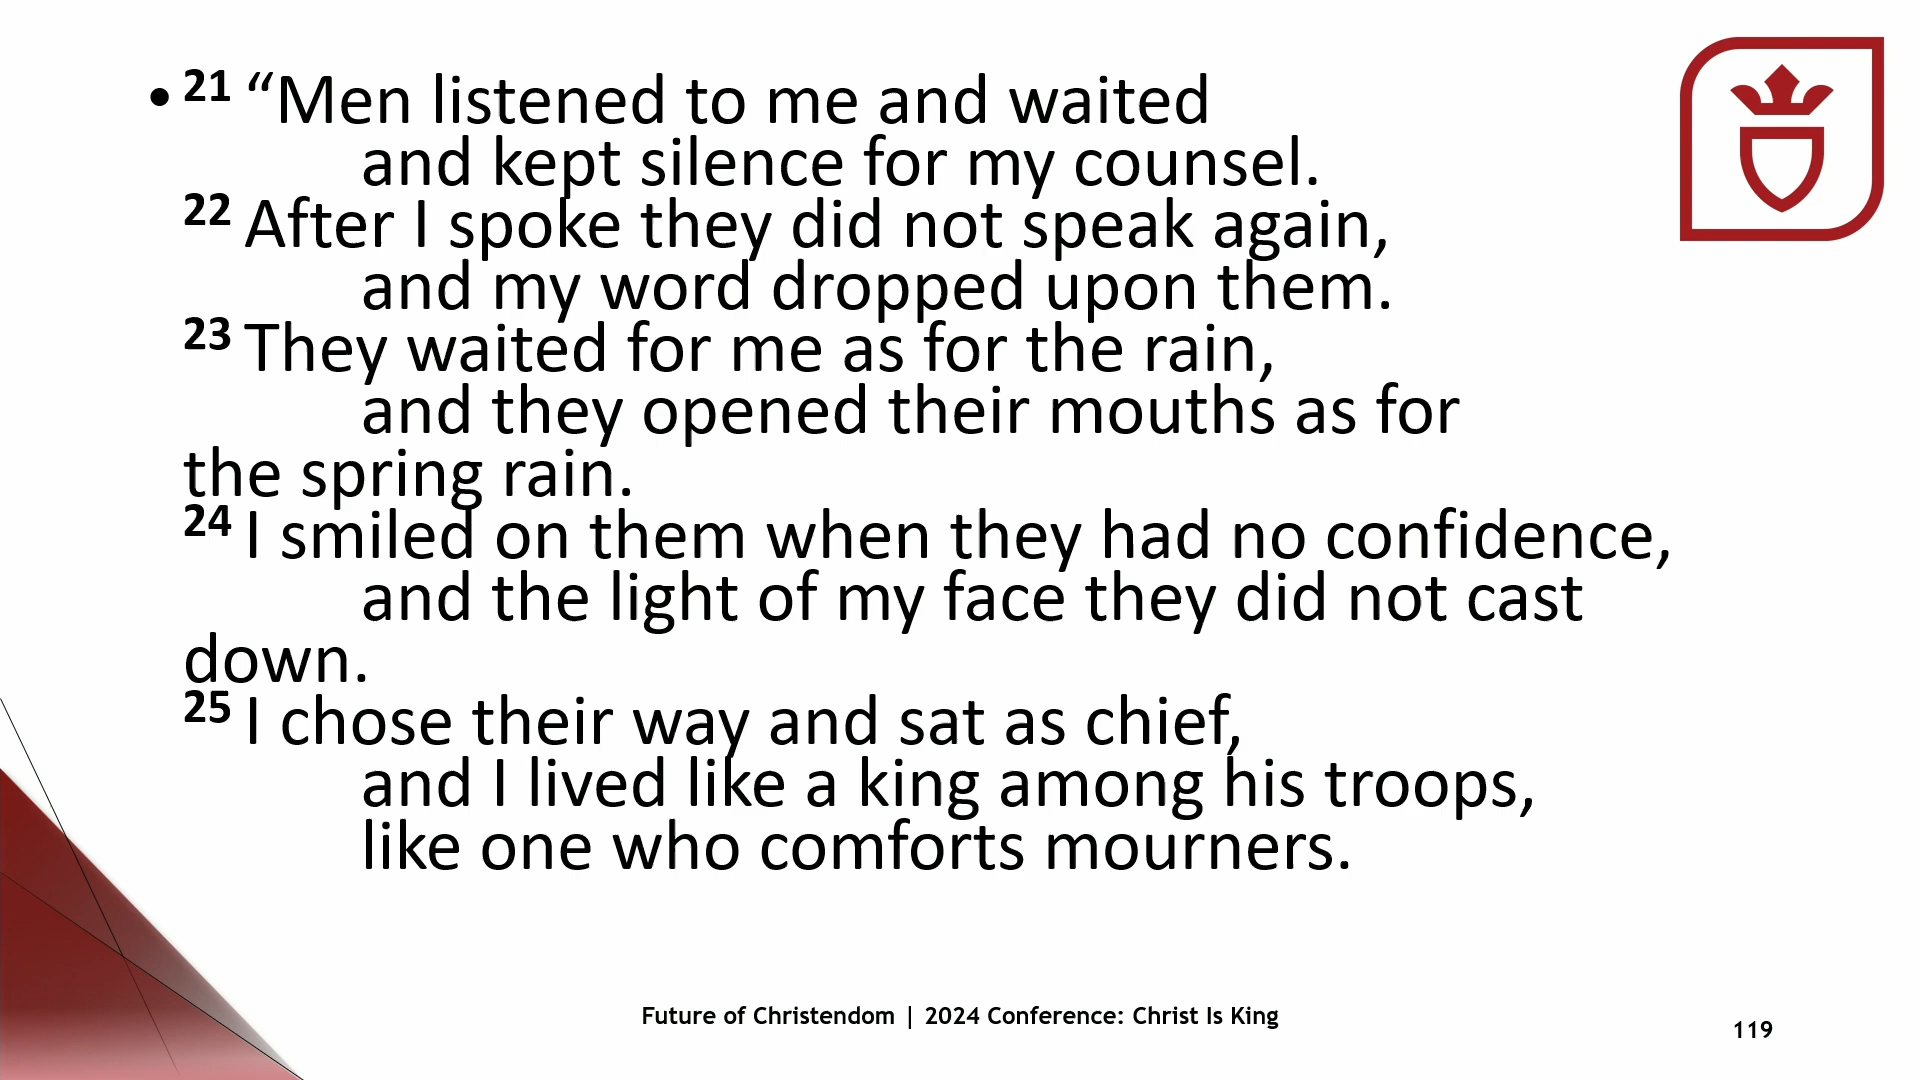 • 21 “Men listened to me and waited
and kept silence for my counsel.
22 After I spoke they did not speak again,
and my word dropped upon them.
23 They waited for me as for the rain,
and they opened their mouths as for
the spring rain.
24 I smiled on them when they had no confidence,
and the light of my face they did not cast
down.
25 I chose their way and sat as chief,
and I lived like a king among his troops,
like one who comforts mourners.
Future of Christendom | 2024 Conference: Christ Is King
119